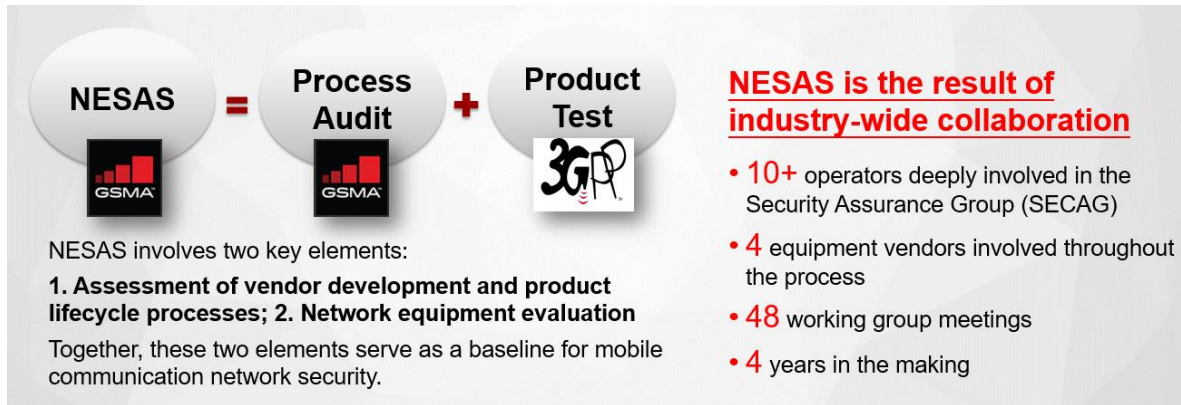 NESAS
=
Process
Audit
+
Product
Test
GSMA™
GSMA™
3GPP™
NESAS involves two key elements:
1. Assessment of vendor development and product
lifecycle processes; 2. Network equipment evaluation
Together, these two elements serve as a baseline for mobile
communication network security.
NESAS is the result of
industry-wide collaboration
• 10+ operators deeply involved in the
Security Assurance Group (SECAG)
• 4 equipment vendors involved throughout
the process
• 48 working group meetings
• 4 years in the making